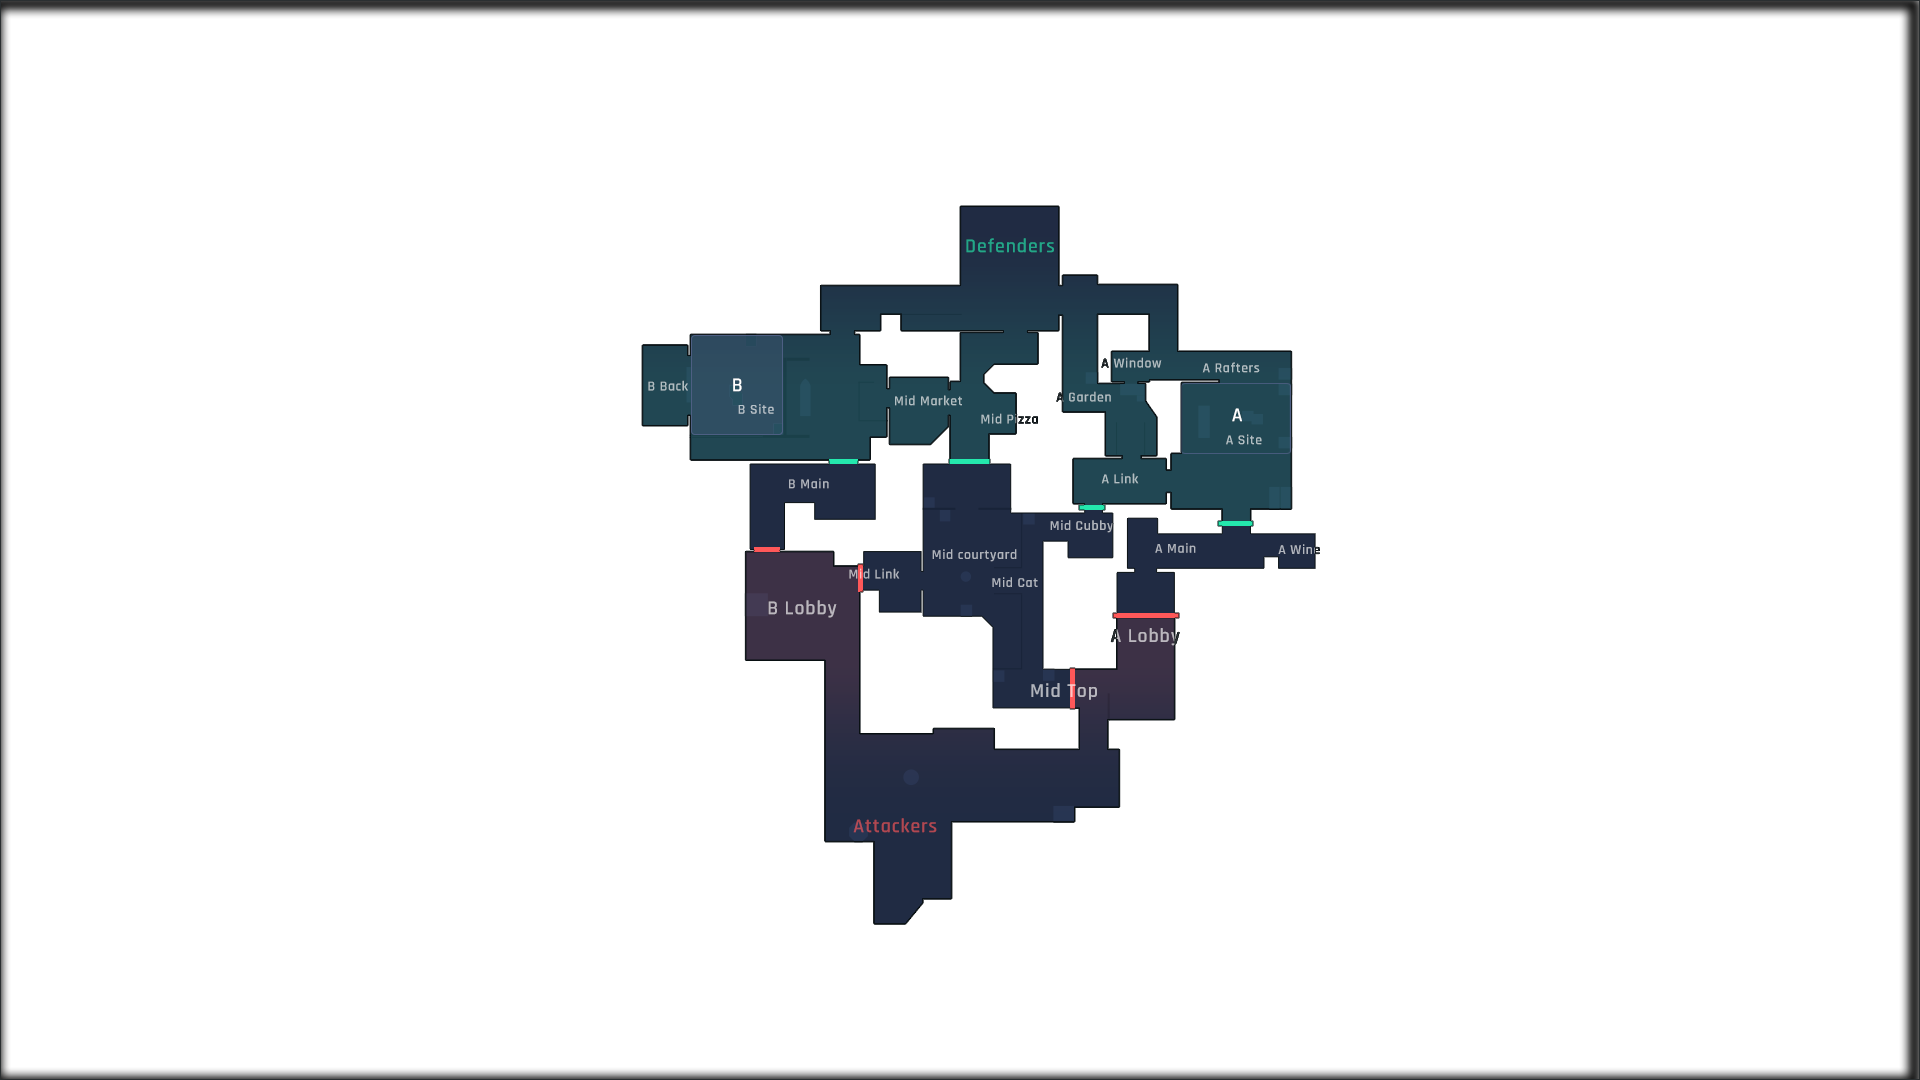 Defenders
A Window
A Rafters
B Back
B
B Site
Mid Market
A Garden
Mid Pizza
A
A Site
B Main
A Link
Mid Cubby
Mid courtyard
A Main
A Wine
Mid Link
Mid Cat
B Lobby
A Lobby
Mid Top
Attackers